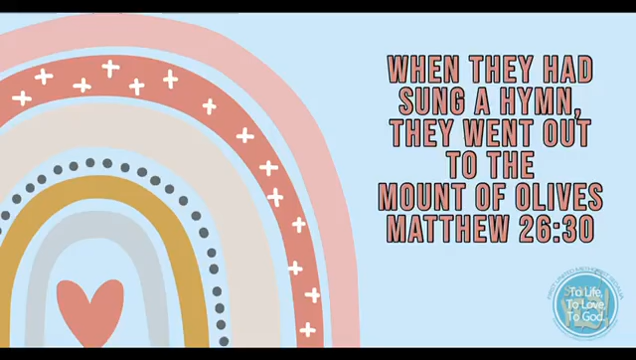 WHEN THEY HAD
SUNG A HYMN,
THEY WENT OUT
TO THE
MOUNT OF OLIVES
MATTHEW 26:30
To Life,
To Love,
To God.